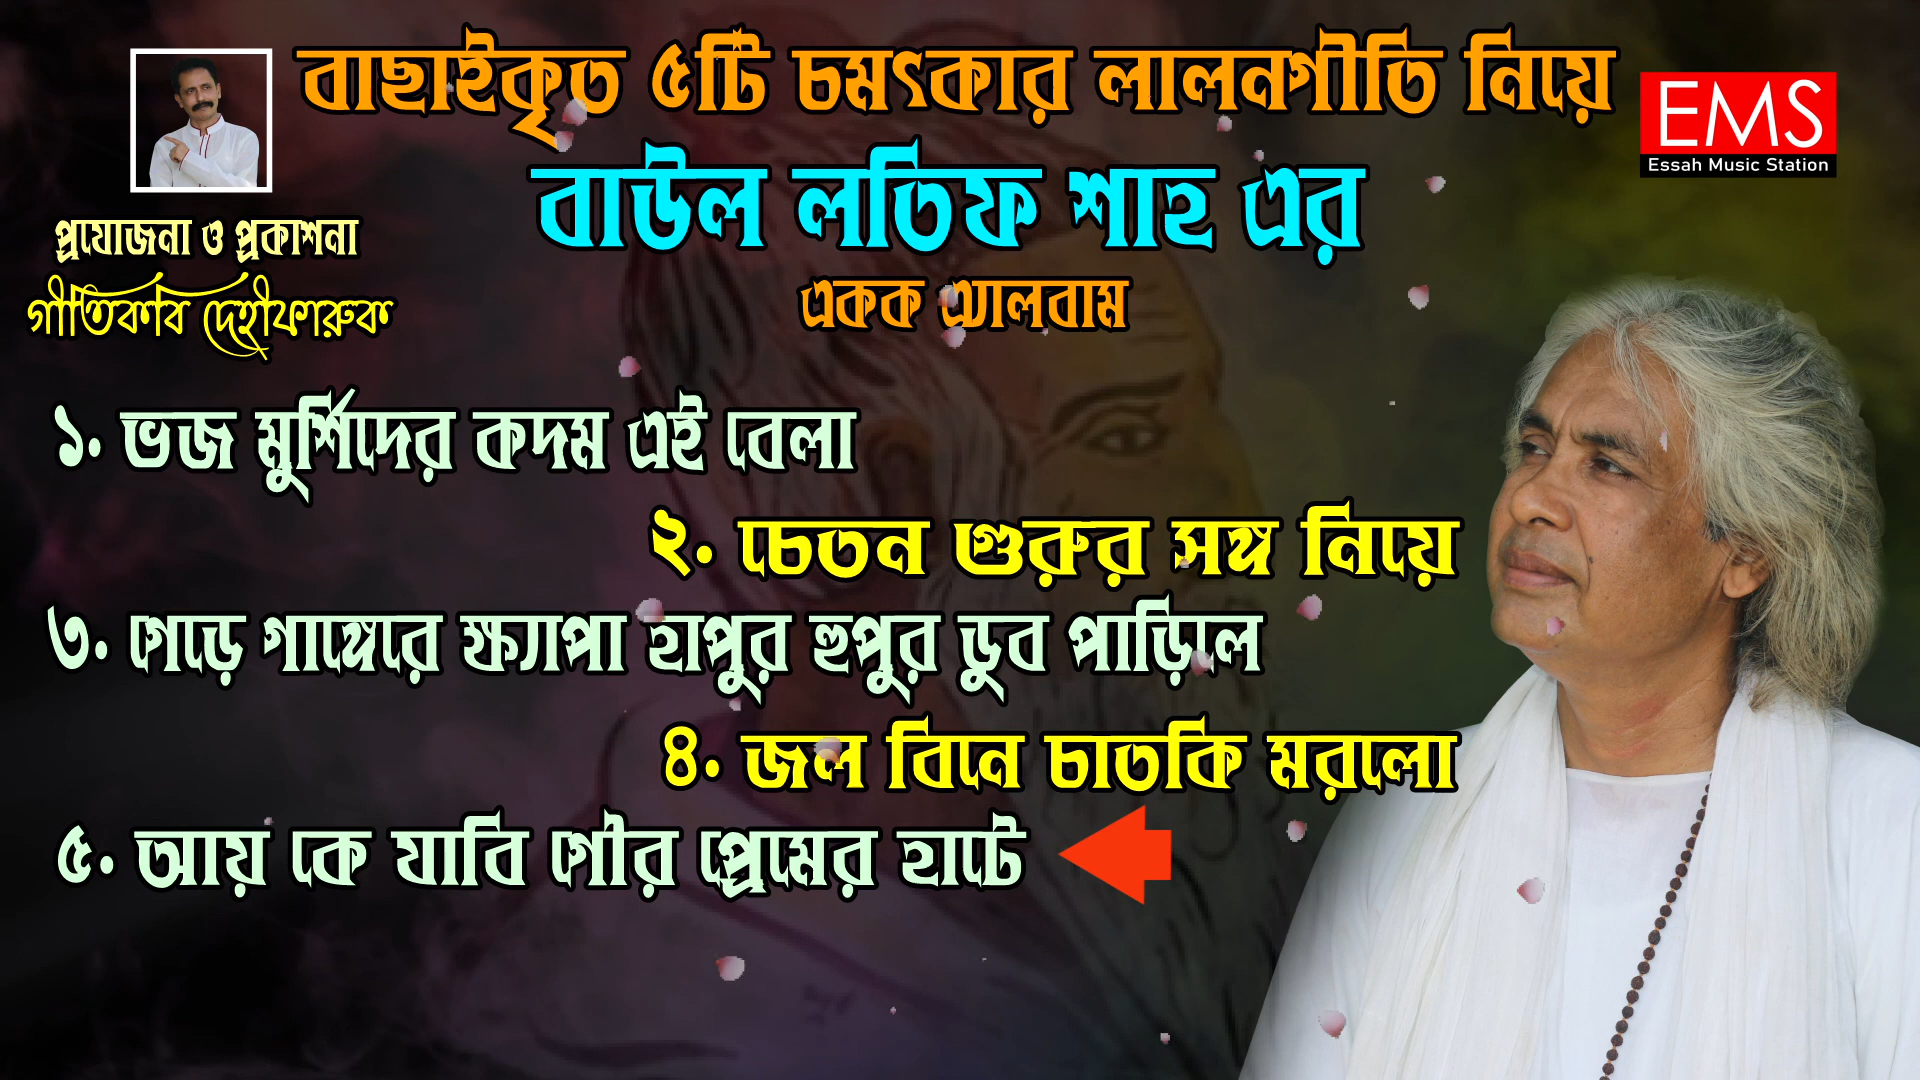 বাছাইকৃত ৫টি চমৎকার লালনগীতি নিয়ে
EMS
Essah Music Station
বাউল লতিফ শাহ এর
প্রযোজনা ও প্রকাশনা
গীতিকবি দেহীফারুক
একক এ্যালবাম
১. ভজ মুর্শিদের কদম এই বেলা
২. চেতন গুরুর সঙ্গ নিয়ে
৩. গেড়ে গাঙ্গেরে ক্ষ্যাপা হাপুর হুপুর ডুব পাড়িলে
৪. জল বিনে চাতকি মরলো
৫. আয় কে যাবি গৌর প্রেমের হাটে